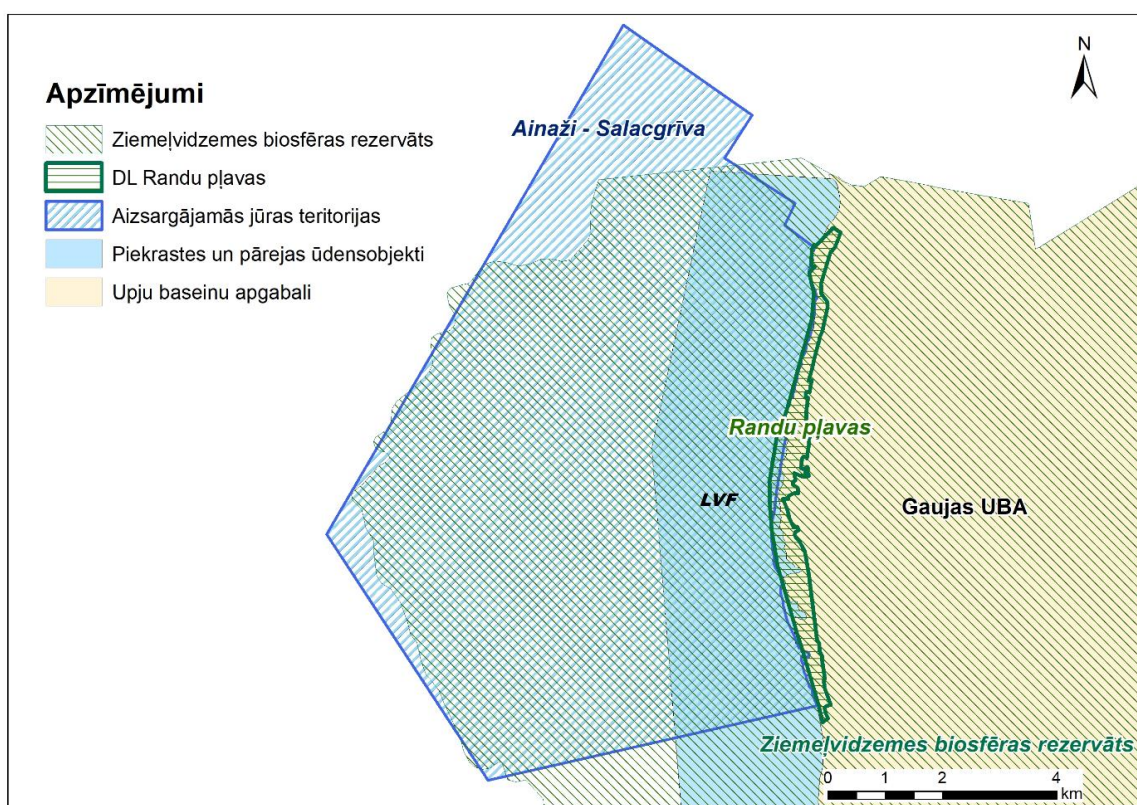 N
Apzīmējumi
Ziemeļvidzemes biosfēras rezervāts
DL Randu pļavas
Aizsargājamās jūras teritorijas
Piekrastes un pārejas ūdensobjekti
Upju baseinu apgabali
Ainaži - Salacgrīva
Randu pļavas
LVF
Gaujas UBA
Ziemeļvidzemes biosfēras rezervāts
0 1 2 4
km